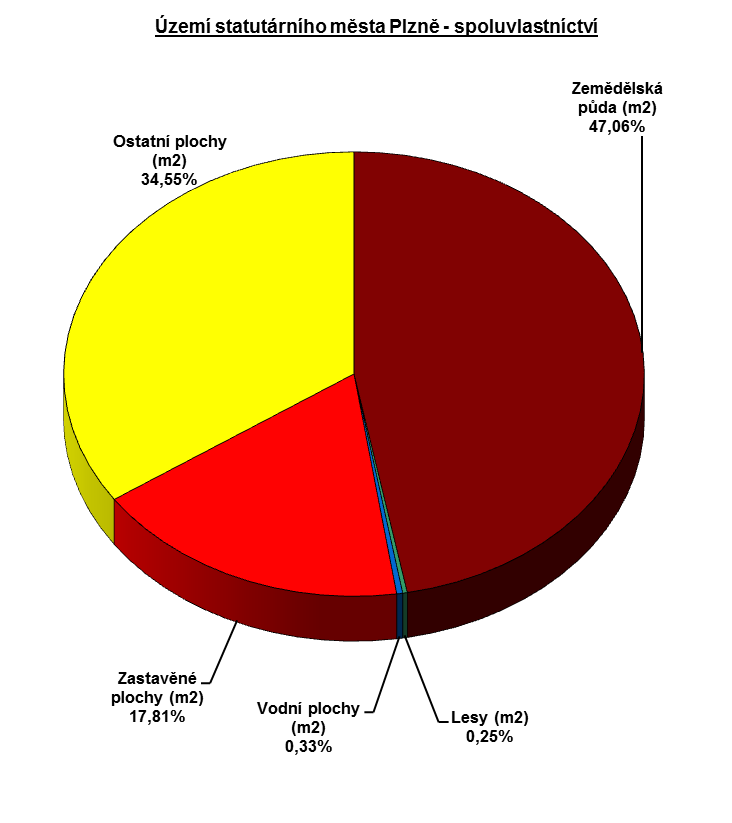 Území statutárního města Plzně - spoluvlastníctví
Zemědělská
půda (m2)
47,06%
Ostatní plochy
(m2)
34,55%
Zastavěné
plochy (m2)
17,81%
Vodní plochy
(m2)
0,33%
Lesy (m2)
0,25%